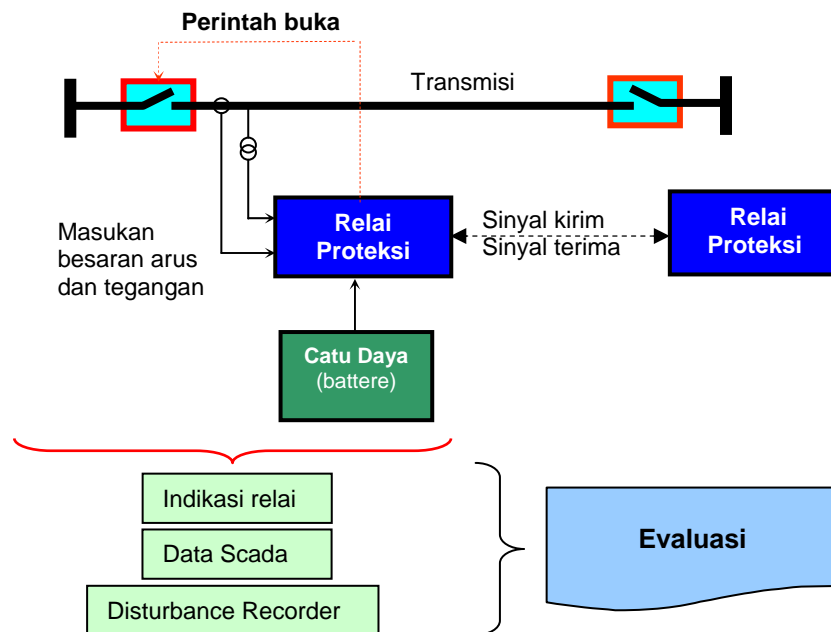 Perintah buka
Transmisi
Masukan
besaran arus
dan tegangan
Relai
Proteksi
Sinyal kirim
Sinyal terima
Relai
Proteksi
Catu Daya
(battere)
Indikasi relai
Data Scada
Disturbance Recorder
Evaluasi